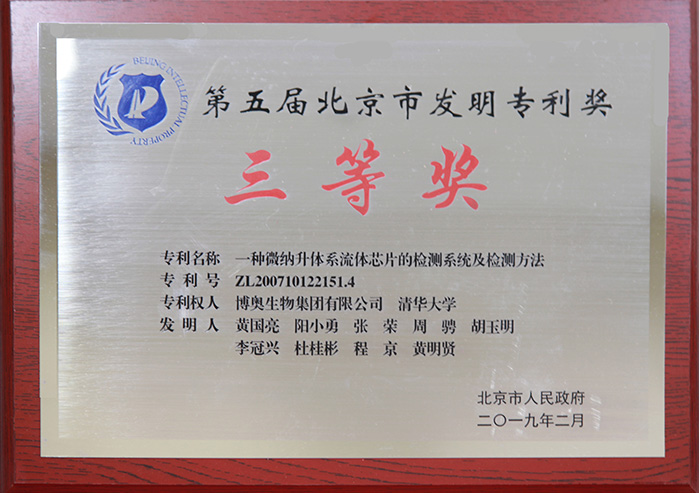 BEIJING INTELLECTUAL PROPERTY
第五届北京市发明专利奖
三等奖
专利名称 一种微纳升体系流体芯片的检测系统及检测方法
专利号 ZL200710122151.4
专利权人 博奥生物集团有限公司 清华大学
发明人 黄国亮 阳小勇 张荣 周骋 胡玉明
李冠兴 杜桂彬 程京 黄明贤
北京市人民政府
二〇一九年二月